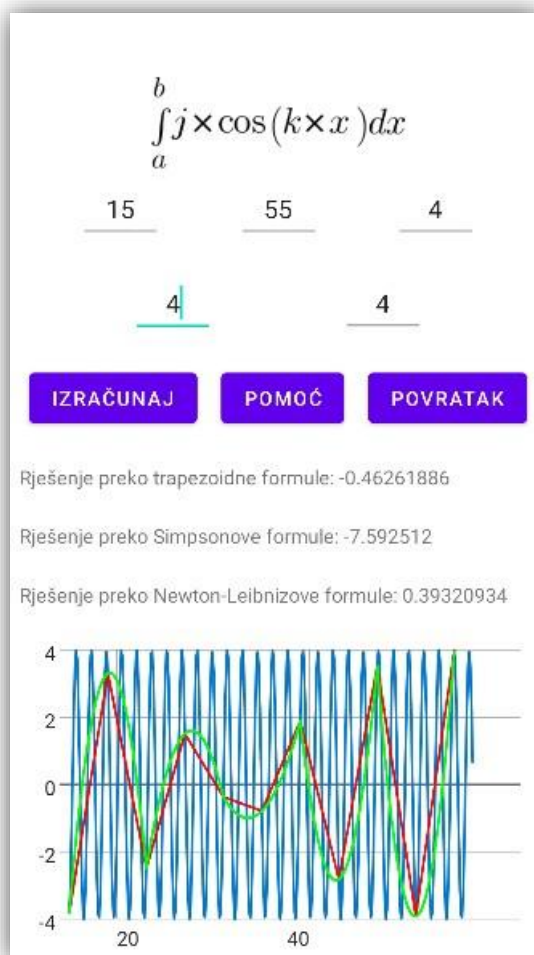 b
∫ j×cos(k×x)dx
a
15 55 4
4 4
IZRAČUNAJ POMOĆ POVRATAK
Rješenje preko trapezoidne formule: -0.46261886
Rješenje preko Simpsonove formule: -7.592512
Rješenje preko Newton-Leibnizove formule: 0.39320934
4
2
0
-2
-4
20 40